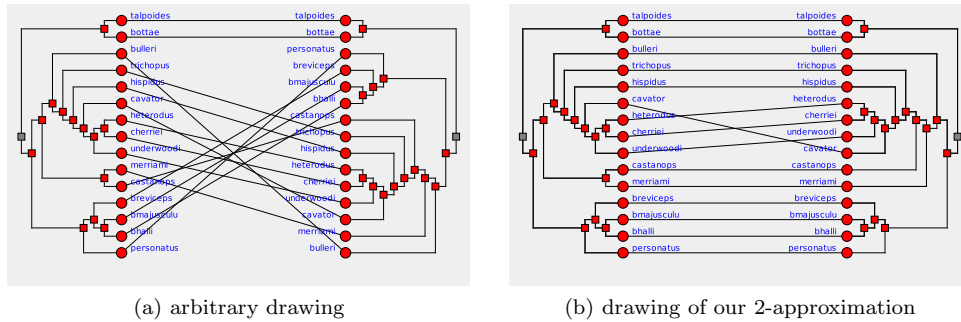 talpoides talpoides talpoides talpoides
bottae bottae bottae bottae
bulleri personatus bulleri bulleri
trichopus breviceps trichopus trichopus
hispidus bmajusculu hispidus hispidus
cavator bhalli cavator heterodus
heterodus castanops heterodus cherriei
cherriei trichopus cherriei underwoodi
underwoodi hispidus underwoodi cavator
merriami heterodus castanops castanops
castanops cherriei merriami merriami
breviceps underwoodi breviceps breviceps
bmajusculu cavator bmajusculu bmajusculu
bhalli merriami bhalli bhalli
personatus bulleri personatus personatus
(a) arbitrary drawing (b) drawing of our 2-approximation